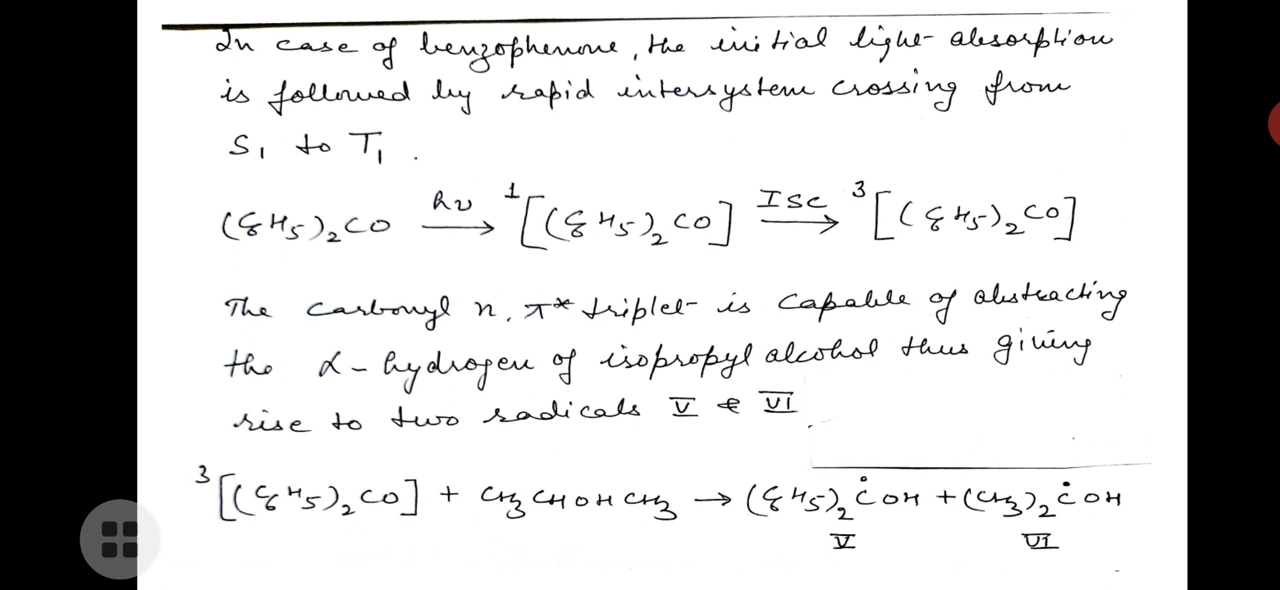 In case of benzophenone, the initial light absorption
is followed by rapid intersystem crossing from
S₁ to T₁.
(C₆H₅)₂CO —hν→ ¹[(C₆H₅)₂CO] —ISC→ ³[(C₆H₅)₂CO]
The carbonyl n, π* triplet is capable of abstracting
the α-hydrogen of isopropyl alcohol thus giving
rise to two radicals V & VI
³[(C₆H₅)₂CO] + CH₃CHOHCH₃ → (C₆H₅)₂ĊOH + (CH₃)₂ĊOH
V VI